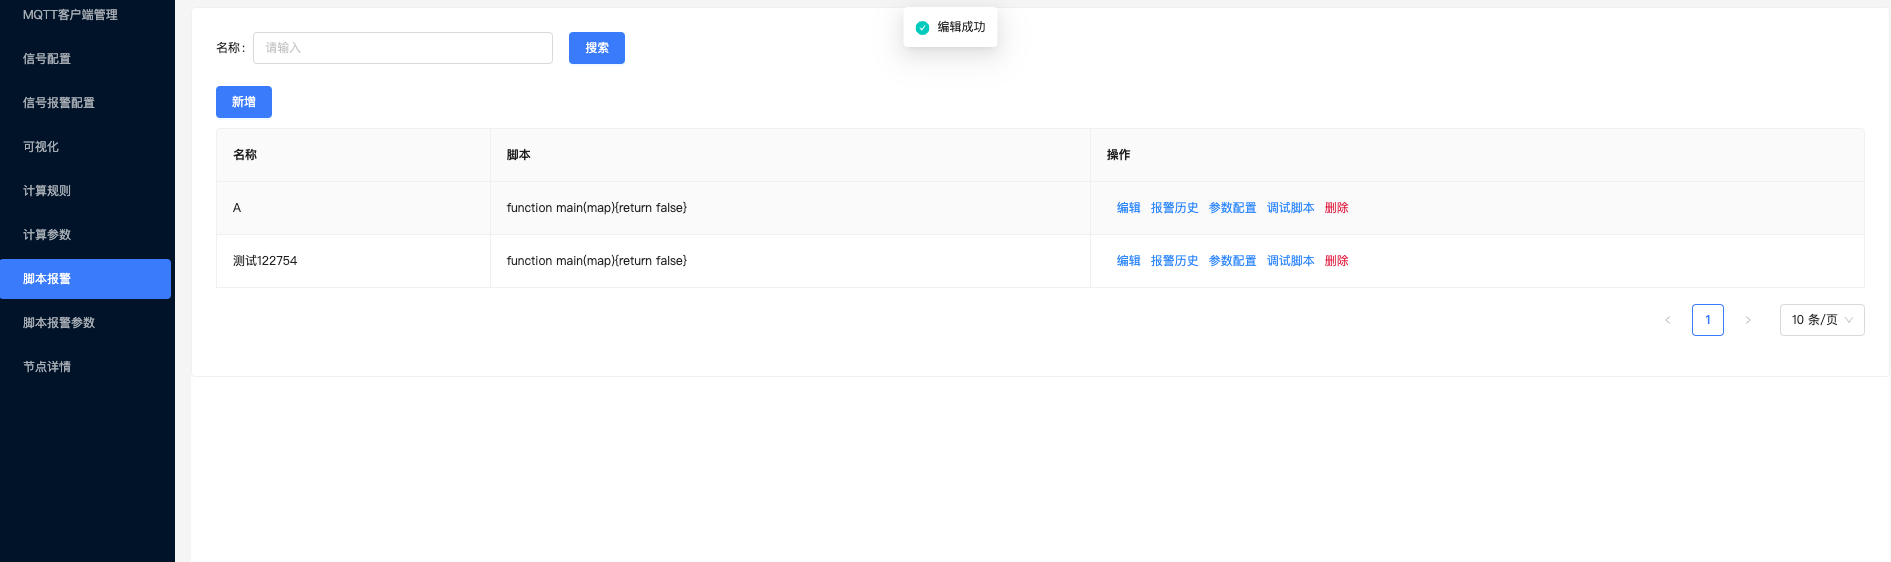 MQTT客户端管理
信号配置
信号报警配置
可视化
计算规则
计算参数
脚本报警
脚本报警参数
节点详情
编辑成功
名称： 请输入 搜索
新增
名称 脚本 操作
A function main(map){return false} 编辑 报警历史 参数配置 调试脚本 删除
测试122754 function main(map){return false} 编辑 报警历史 参数配置 调试脚本 删除
< 1 > 10 条/页